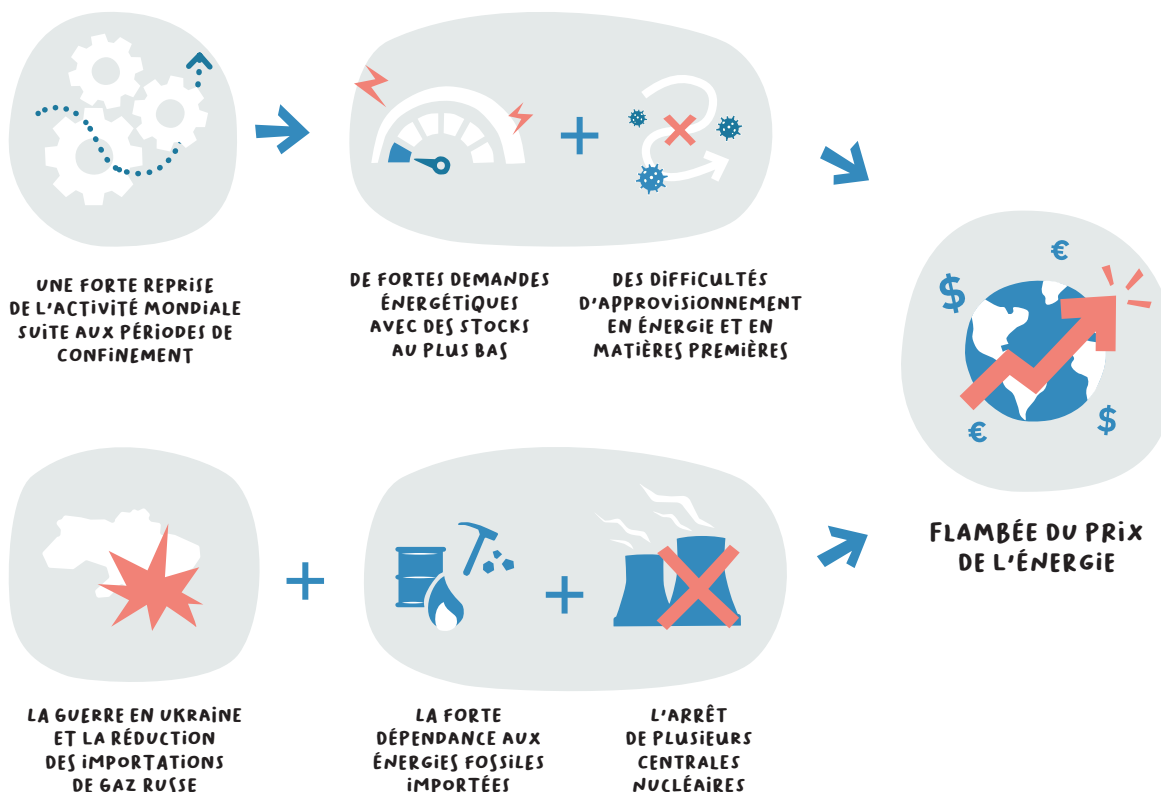 UNE FORTE REPRISE
DE L'ACTIVITÉ MONDIALE
SUITE AUX PÉRIODES DE
CONFINEMENT
DE FORTES DEMANDES
ÉNERGÉTIQUES
AVEC DES STOCKS
AU PLUS BAS
DES DIFFICULTÉS
D'APPROVISIONNEMENT
EN ÉNERGIE ET EN
MATIÈRES PREMIÈRES
€
$
€
$
FLAMBÉE DU PRIX
DE L'ÉNERGIE
LA GUERRE EN UKRAINE
ET LA RÉDUCTION
DES IMPORTATIONS
DE GAZ RUSSE
LA FORTE
DÉPENDANCE AUX
ÉNERGIES FOSSILES
IMPORTÉES
L'ARRÊT
DE PLUSIEURS
CENTRALES
NUCLÉAIRES